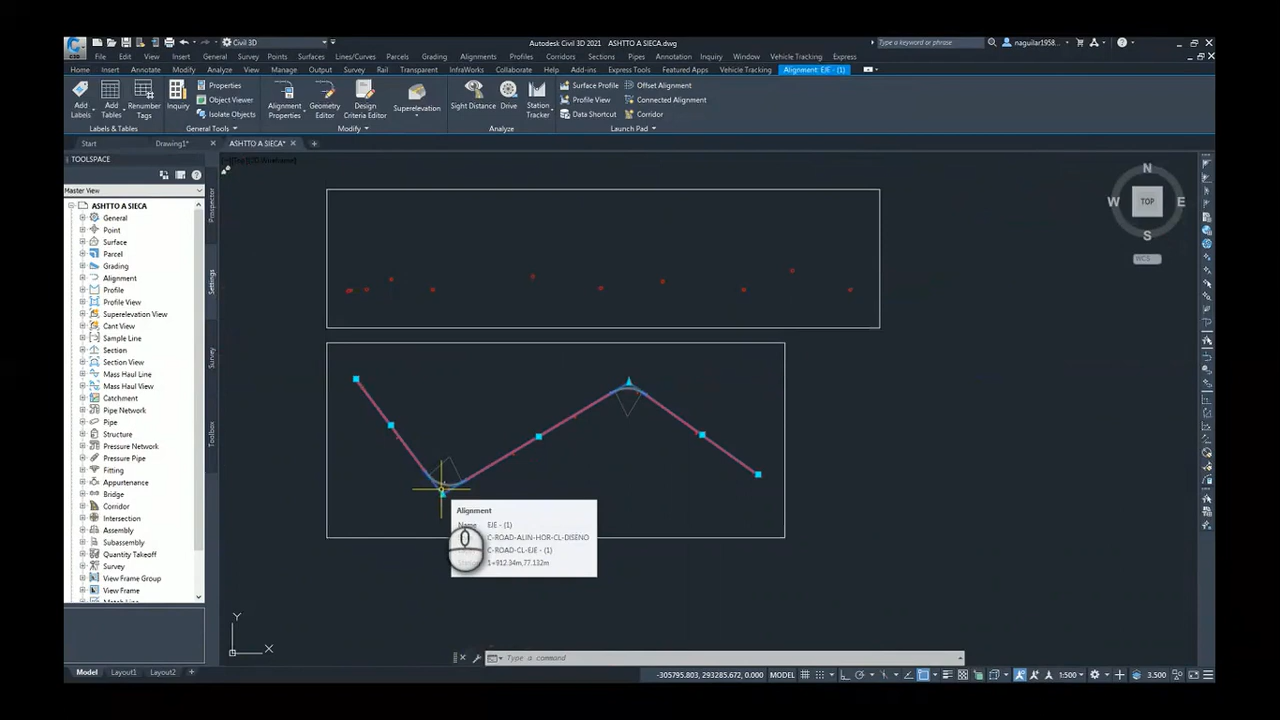 C3D
Civil 3D
Autodesk Civil 3D 2021 ASHTTO A SIECA.dwg
Type a keyword or phrase
naguilar1958...
File Edit View Insert General Survey Points Surfaces Lines/Curves Parcels Grading Alignments Profiles Corridors Sections Pipes Annotation Inquiry Window Vehicle Tracking Express
Home Insert Annotate Modify Analyze View Manage Output Survey Rail Transparent InfraWorks Collaborate Help Add-ins Express Tools Featured Apps Vehicle Tracking Alignment: EJE - (1)
Add Labels
Add Tables
Renumber Tags
Inquiry
Properties
Object Viewer
Isolate Objects
Alignment Properties
Geometry Editor
Design Criteria Editor
Superelevation
Sight Distance
Drive
Station Tracker
Surface Profile
Profile View
Data Shortcut
Offset Alignment
Connected Alignment
Corridor
Labels & Tables
General Tools
Modify
Analyze
Launch Pad
Start
Drawing1*
ASHTTO A SIECA*
TOOLSPACE
Master View
ASHTTO A SIECA
General
Point
Surface
Parcel
Grading
Alignment
Profile
Profile View
Superelevation View
Cant View
Sample Line
Section
Section View
Mass Haul Line
Mass Haul View
Catchment
Pipe Network
Pipe
Structure
Pressure Network
Pressure Pipe
Fitting
Appurtenance
Bridge
Corridor
Intersection
Assembly
Subassembly
Quantity Takeoff
Survey
View Frame Group
View Frame
Match Line
Prospector
Settings
Survey
Toolbox
N
W
TOP
E
S
WCS
Alignment
Name EJE - (1)
C-ROAD-ALIN-HOR-CL-DISENO
C-ROAD-CL-EJE - (1)
1+912.34m,77.132m
Y
X
Type a command
Model Layout1 Layout2
-305795.803, 293285.672, 0.000 MODEL
1:500
3.500